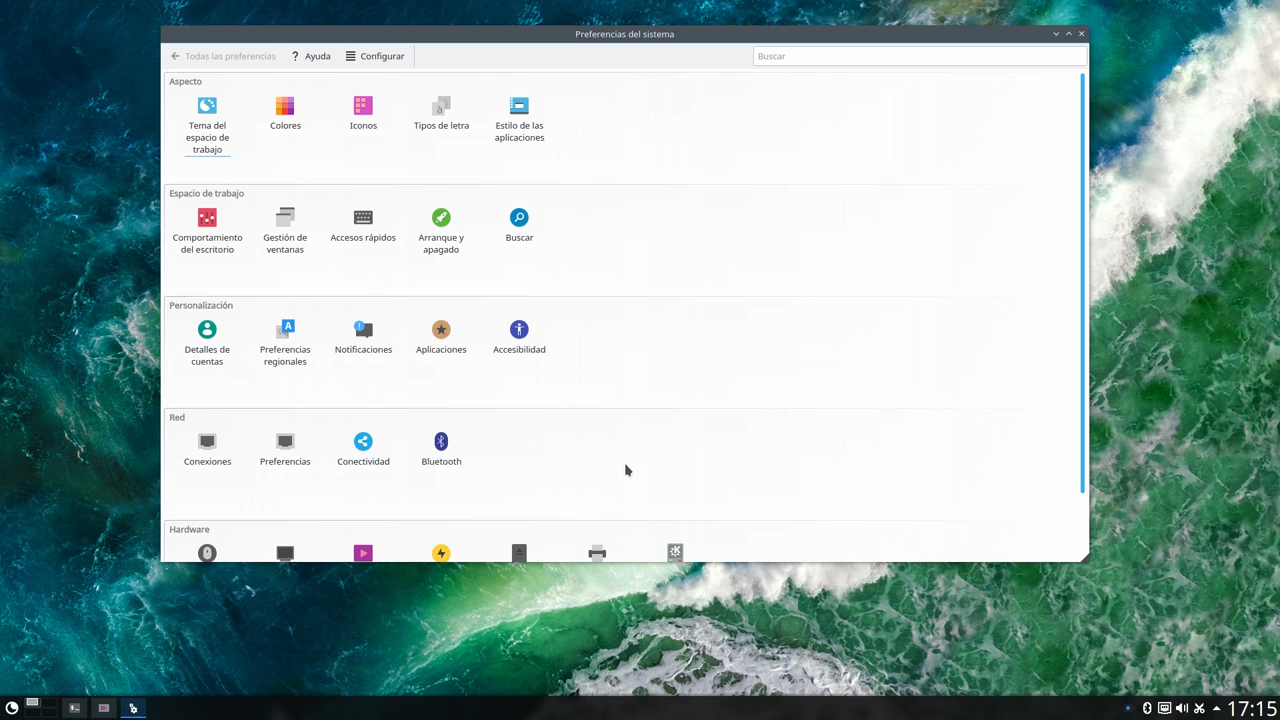 Preferencias del sistema
Todas las preferencias
Ayuda
Configurar
Buscar
Aspecto
Tema del
espacio de
trabajo
Colores
Iconos
Tipos de letra
Estilo de las
aplicaciones
Espacio de trabajo
Comportamiento
del escritorio
Gestión de
ventanas
Accesos rápidos
Arranque y
apagado
Buscar
Personalización
Detalles de
cuentas
Preferencias
regionales
Notificaciones
Aplicaciones
Accesibilidad
Red
Conexiones
Preferencias
Conectividad
Bluetooth
Hardware
17:15